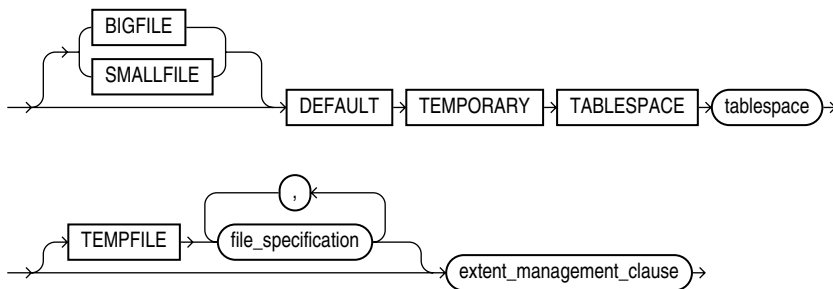 BIGFILE
SMALLFILE
DEFAULT TEMPORARY TABLESPACE tablespace
,
TEMPFILE file_specification
extent_management_clause